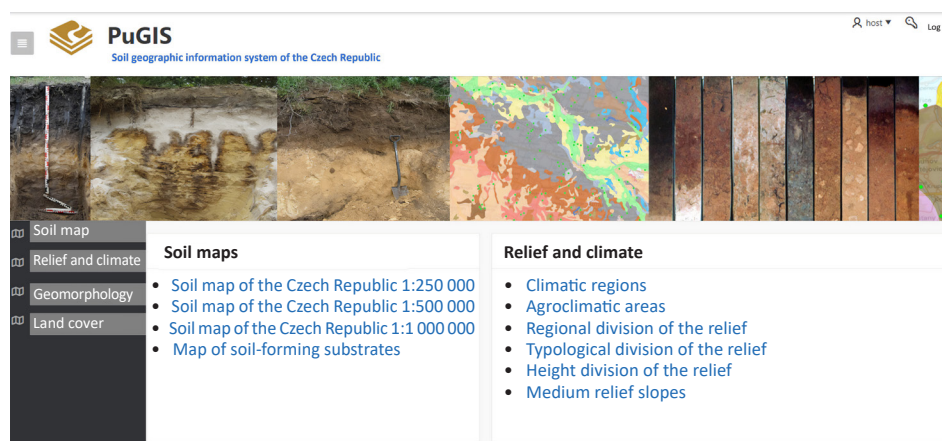 host ▼
Log
PuGIS
Soil geographic information system of the Czech Republic
Soil map
Relief and climate
Geomorphology
Land cover
Soil maps
• Soil map of the Czech Republic 1:250 000
• Soil map of the Czech Republic 1:500 000
• Soil map of the Czech Republic 1:1 000 000
• Map of soil-forming substrates
Relief and climate
• Climatic regions
• Agroclimatic areas
• Regional division of the relief
• Typological division of the relief
• Height division of the relief
• Medium relief slopes